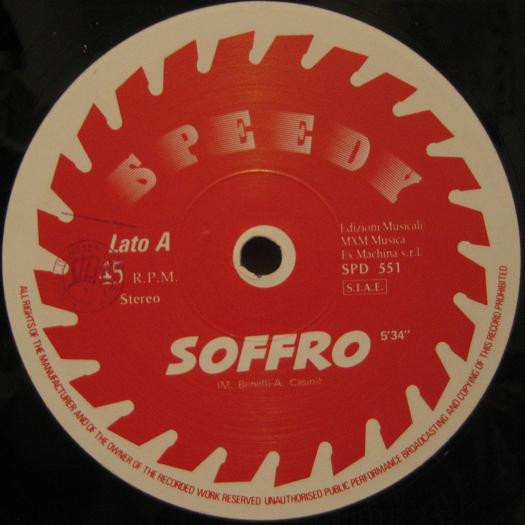 SPEEDY
Lato A
45 R.P.M.
Stereo
Edizioni Musicali
MXM Musica
Ex Machina s.r.l.
SPD 551
S.I.A.E.
SOFFRO 5'34"
(M. Benelli-A. Casini)
ALL RIGHTS OF THE MANUFACTURER AND OF THE OWNER OF THE RECORDED WORK RESERVED UNAUTHORISED PUBLIC PERFORMANCE BROADCASTING AND COPYING OF THIS RECORD PROHIBITED